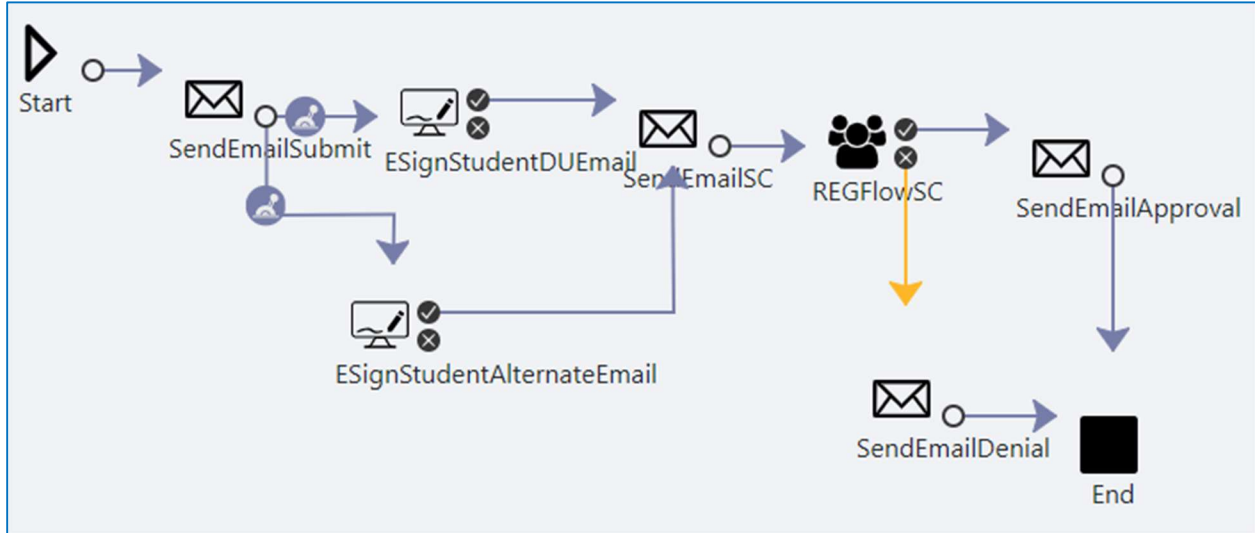 Start
SendEmailSubmit
ESignStudentDUEmail
SendEmailSC
REGFlowSC
SendEmailApproval
ESignStudentAlternateEmail
SendEmailDenial
End